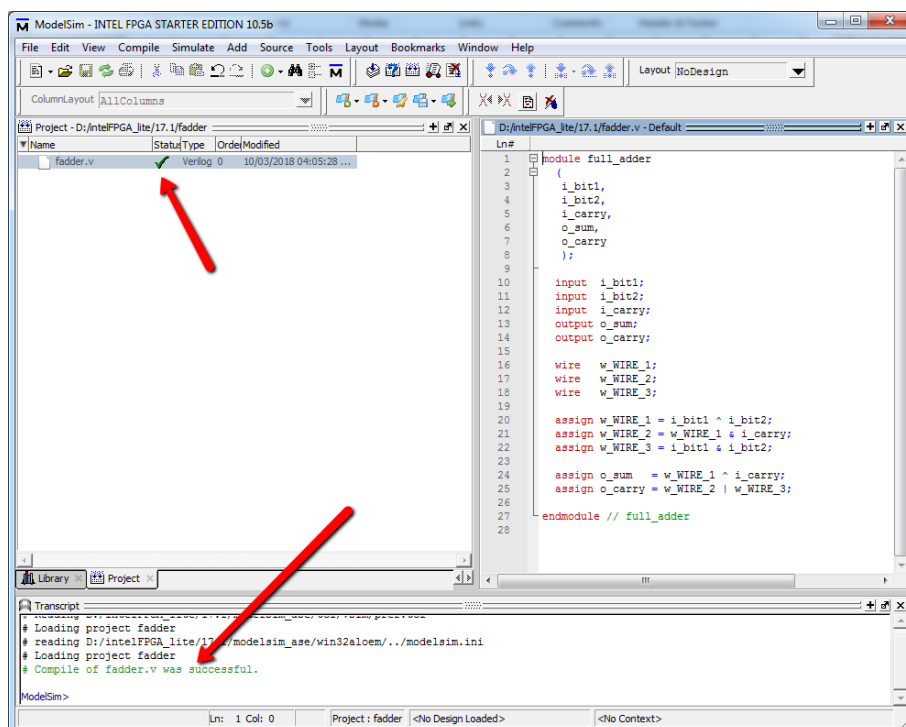 ModelSim - INTEL FPGA STARTER EDITION 10.5b
File Edit View Compile Simulate Add Source Tools Layout Bookmarks Window Help
Layout NoDesign
ColumnLayout AllColumns
Project - D:/intelFPGA_lite/17.1/fadder
Name Status Type Order Modified
fadder.v Verilog 0 10/03/2018 04:05:28 ...
Library Project
D:/intelFPGA_lite/17.1/fadder.v - Default
Ln#
1 module full_adder
2 (
3 i_bit1,
4 i_bit2,
5 i_carry,
6 o_sum,
7 o_carry
8 );
9
10 input i_bit1;
11 input i_bit2;
12 input i_carry;
13 output o_sum;
14 output o_carry;
15
16 wire w_WIRE_1;
17 wire w_WIRE_2;
18 wire w_WIRE_3;
19
20 assign w_WIRE_1 = i_bit1 ^ i_bit2;
21 assign w_WIRE_2 = w_WIRE_1 & i_carry;
22 assign w_WIRE_3 = i_bit1 & i_bit2;
23
24 assign o_sum = w_WIRE_1 ^ i_carry;
25 assign o_carry = w_WIRE_2 | w_WIRE_3;
26
27 endmodule // full_adder
28
Transcript
# Loading project fadder
# reading D:/intelFPGA_lite/17.1/modelsim_ase/win32aloem/../modelsim.ini
# Loading project fadder
# Compile of fadder.v was successful.
ModelSim>
Ln: 1 Col: 0 Project : fadder <No Design Loaded> <No Context>